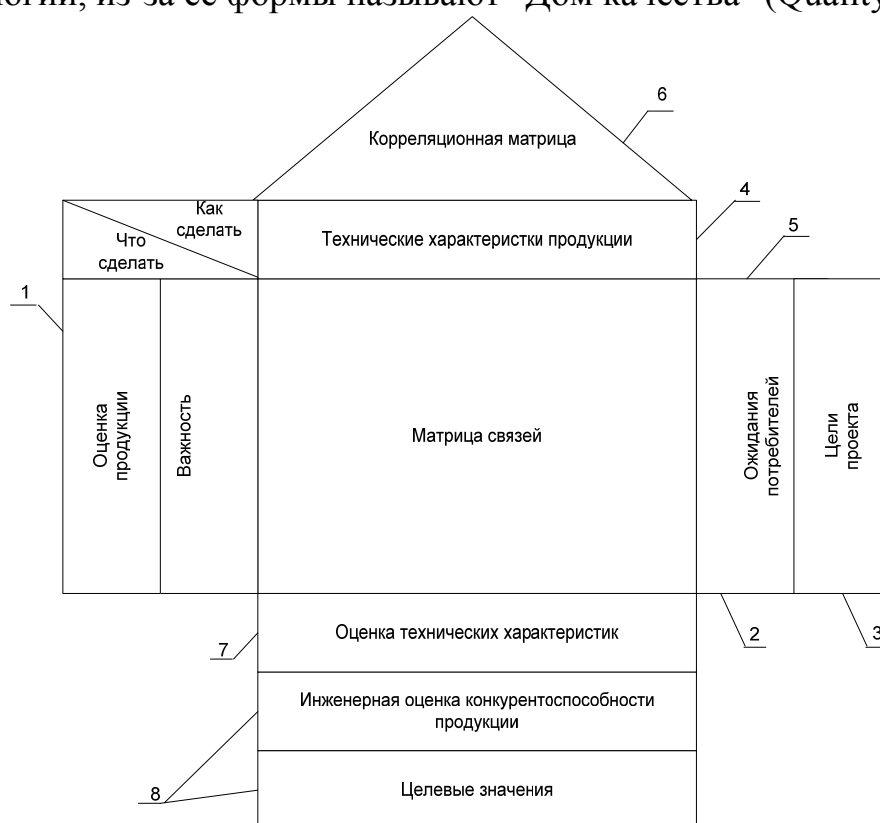 из-за ее формы называют "Дом качества" (Quality
6
Корреляционная матрица
4
Как
сделать
Что
сделать
Технические характеристки продукции
5
1
Оценка
продукции
Важность
Матрица связей
Ожидания
потребителей
Цели
проекта
7
Оценка технических характеристик
2
3
Инженерная оценка конкурентоспособности
продукции
8
Целевые значения